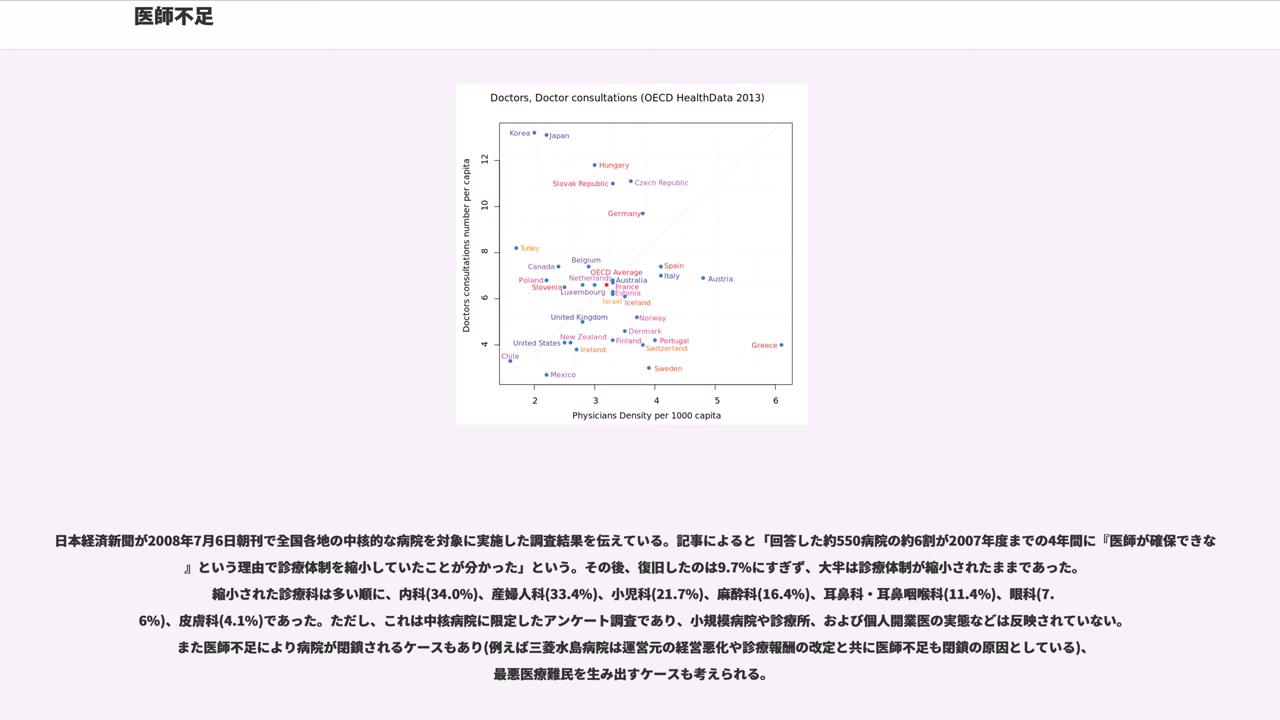 医師不足
Doctors, Doctor consultations (OECD HealthData 2013)
Doctors consultations number per capita
12
10
8
6
4
Korea
Japan
Hungary
Slovak Republic
Czech Republic
Germany
Turkey
Belgium
Canada
OECD Average
Spain
Netherlands
Italy
Poland
Australia
Austria
Slovenia
France
Luxembourg
Estonia
Israel
Iceland
United Kingdom
Norway
Denmark
New Zealand
United States
Finland
Portugal
Greece
Ireland
Switzerland
Chile
Sweden
Mexico
2
3
4
5
6
Physicians Density per 1000 capita
日本経済新聞が2008年7月6日朝刊で全国各地の中核的な病院を対象に実施した調査結果を伝えている。記事によると「回答した約550病院の約6割が2007年度までの4年間に『医師が確保できな
』という理由で診療体制を縮小していたことが分かった」という。その後、復旧したのは9.7%にすぎず、大半は診療体制が縮小されたままであった。
縮小された診療科は多い順に、内科(34.0%)、産婦人科(33.4%)、小児科(21.7%)、麻酔科(16.4%)、耳鼻科・耳鼻咽喉科(11.4%)、眼科(7.
6%)、皮膚科(4.1%)であった。ただし、これは中核病院に限定したアンケート調査であり、小規模病院や診療所、および個人開業医の実態などは反映されていない。
また医師不足により病院が閉鎖されるケースもあり(例えば三菱水島病院は運営元の経営悪化や診療報酬の改定と共に医師不足も閉鎖の原因としている)、
最悪医療難民を生み出すケースも考えられる。